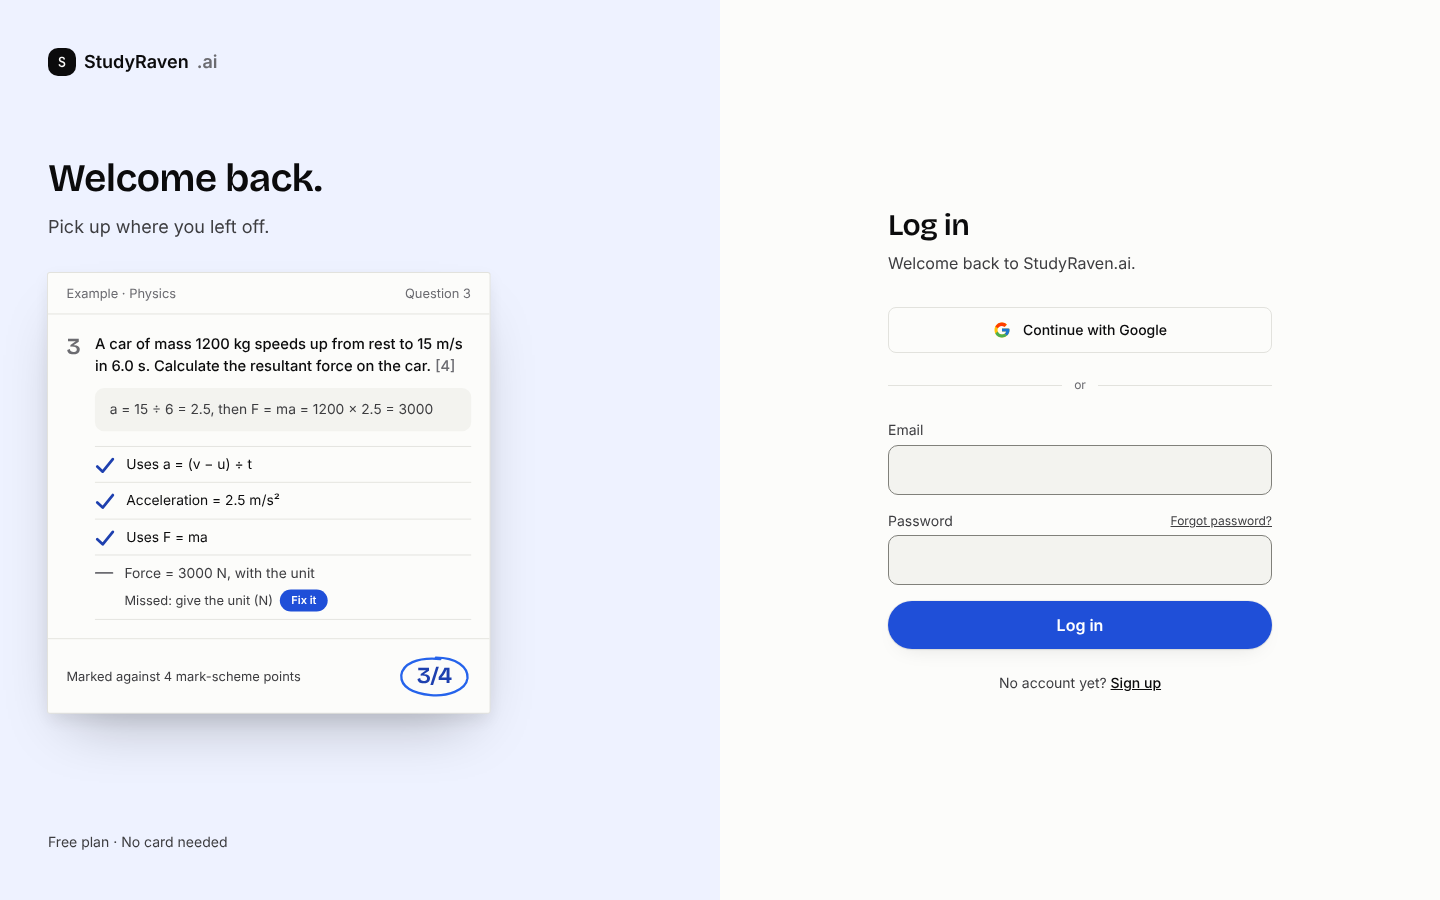 S StudyRaven .ai
Welcome back.
Pick up where you left off.
Example · Physics Question 3
3 A car of mass 1200 kg speeds up from rest to 15 m/s
in 6.0 s. Calculate the resultant force on the car. [4]
a = 15 ÷ 6 = 2.5, then F = ma = 1200 × 2.5 = 3000
Uses a = (v − u) ÷ t
Acceleration = 2.5 m/s²
Uses F = ma
Force = 3000 N, with the unit
Missed: give the unit (N) Fix it
Marked against 4 mark-scheme points 3/4
Free plan · No card needed
Log in
Welcome back to StudyRaven.ai.
Continue with Google
or
Email
Password Forgot password?
Log in
No account yet? Sign up